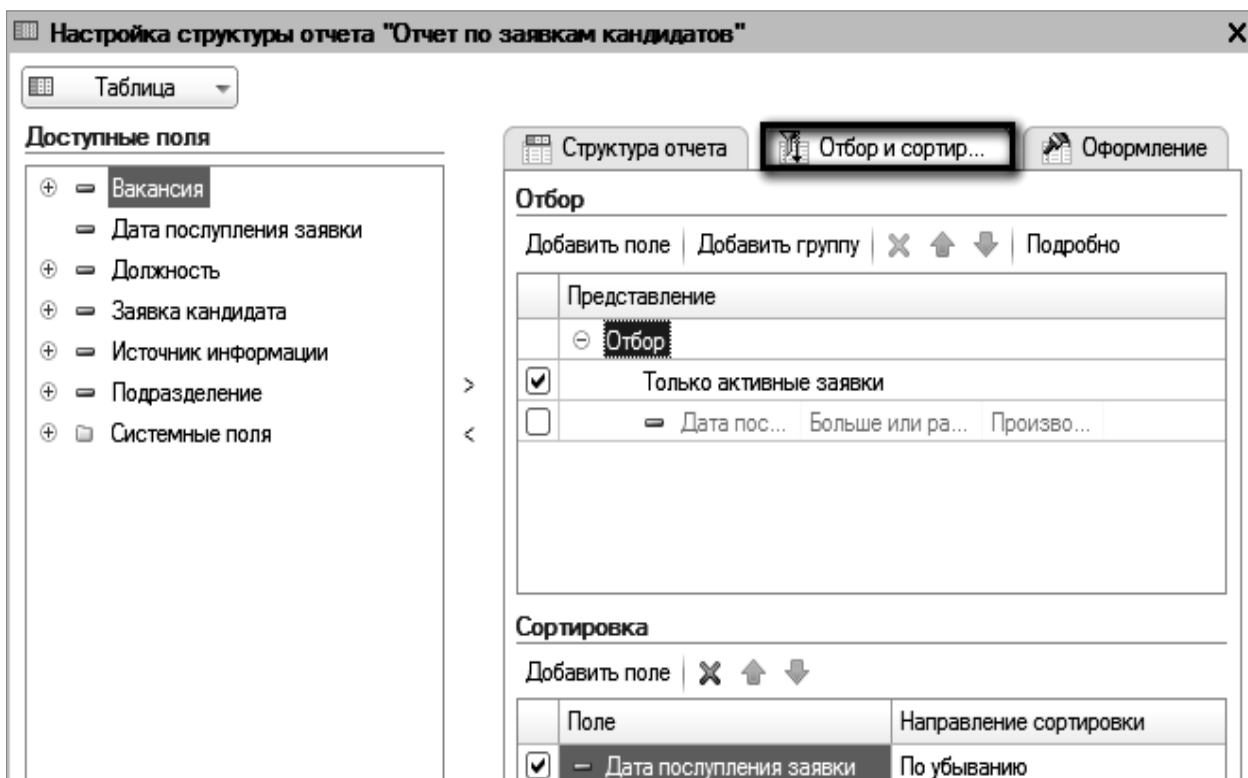 Настройка структуры отчета "Отчет по заявкам кандидатов"
Таблица
Доступные поля
Вакансия
Дата послупления заявки
Должность
Заявка кандидата
Источник информации
Подразделение
Системные поля
>
<
Структура отчета
Отбор и сортир...
Оформление
Отбор
Добавить поле
Добавить группу
Подробно
Представление
Отбор
Только активные заявки
Дата пос... Больше или ра... Произво...
Сортировка
Добавить поле
Поле Направление сортировки
Дата послупления заявки По убыванию